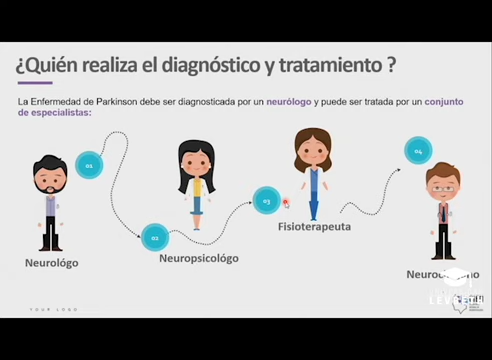 ¿Quién realiza el diagnóstico y tratamiento ?
La Enfermedad de Parkinson debe ser diagnosticada por un neurólogo y puede ser tratada por un conjunto
de especialistas:
01
02
03
04
Neurológo
Neuropsicológo
Fisioterapeuta
YOUR LOGO